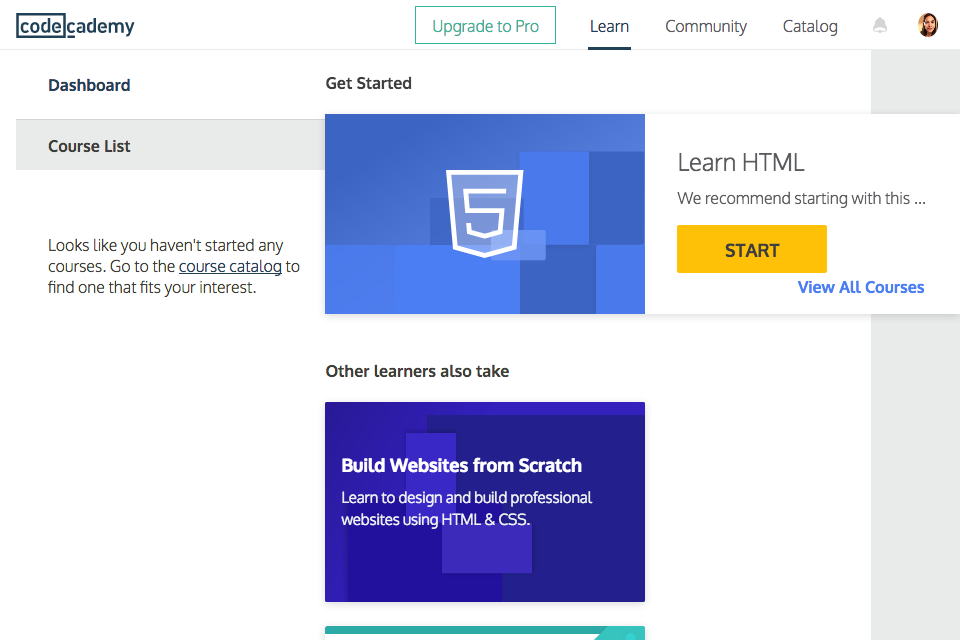 codecademy
Upgrade to Pro
Learn
Community
Catalog
Dashboard
Course List
Looks like you haven't started any
courses. Go to the course catalog to
find one that fits your interest.
Get Started
5
Learn HTML
We recommend starting with this ...
START
View All Courses
Other learners also take
Build Websites from Scratch
Learn to design and build professional
websites using HTML & CSS.